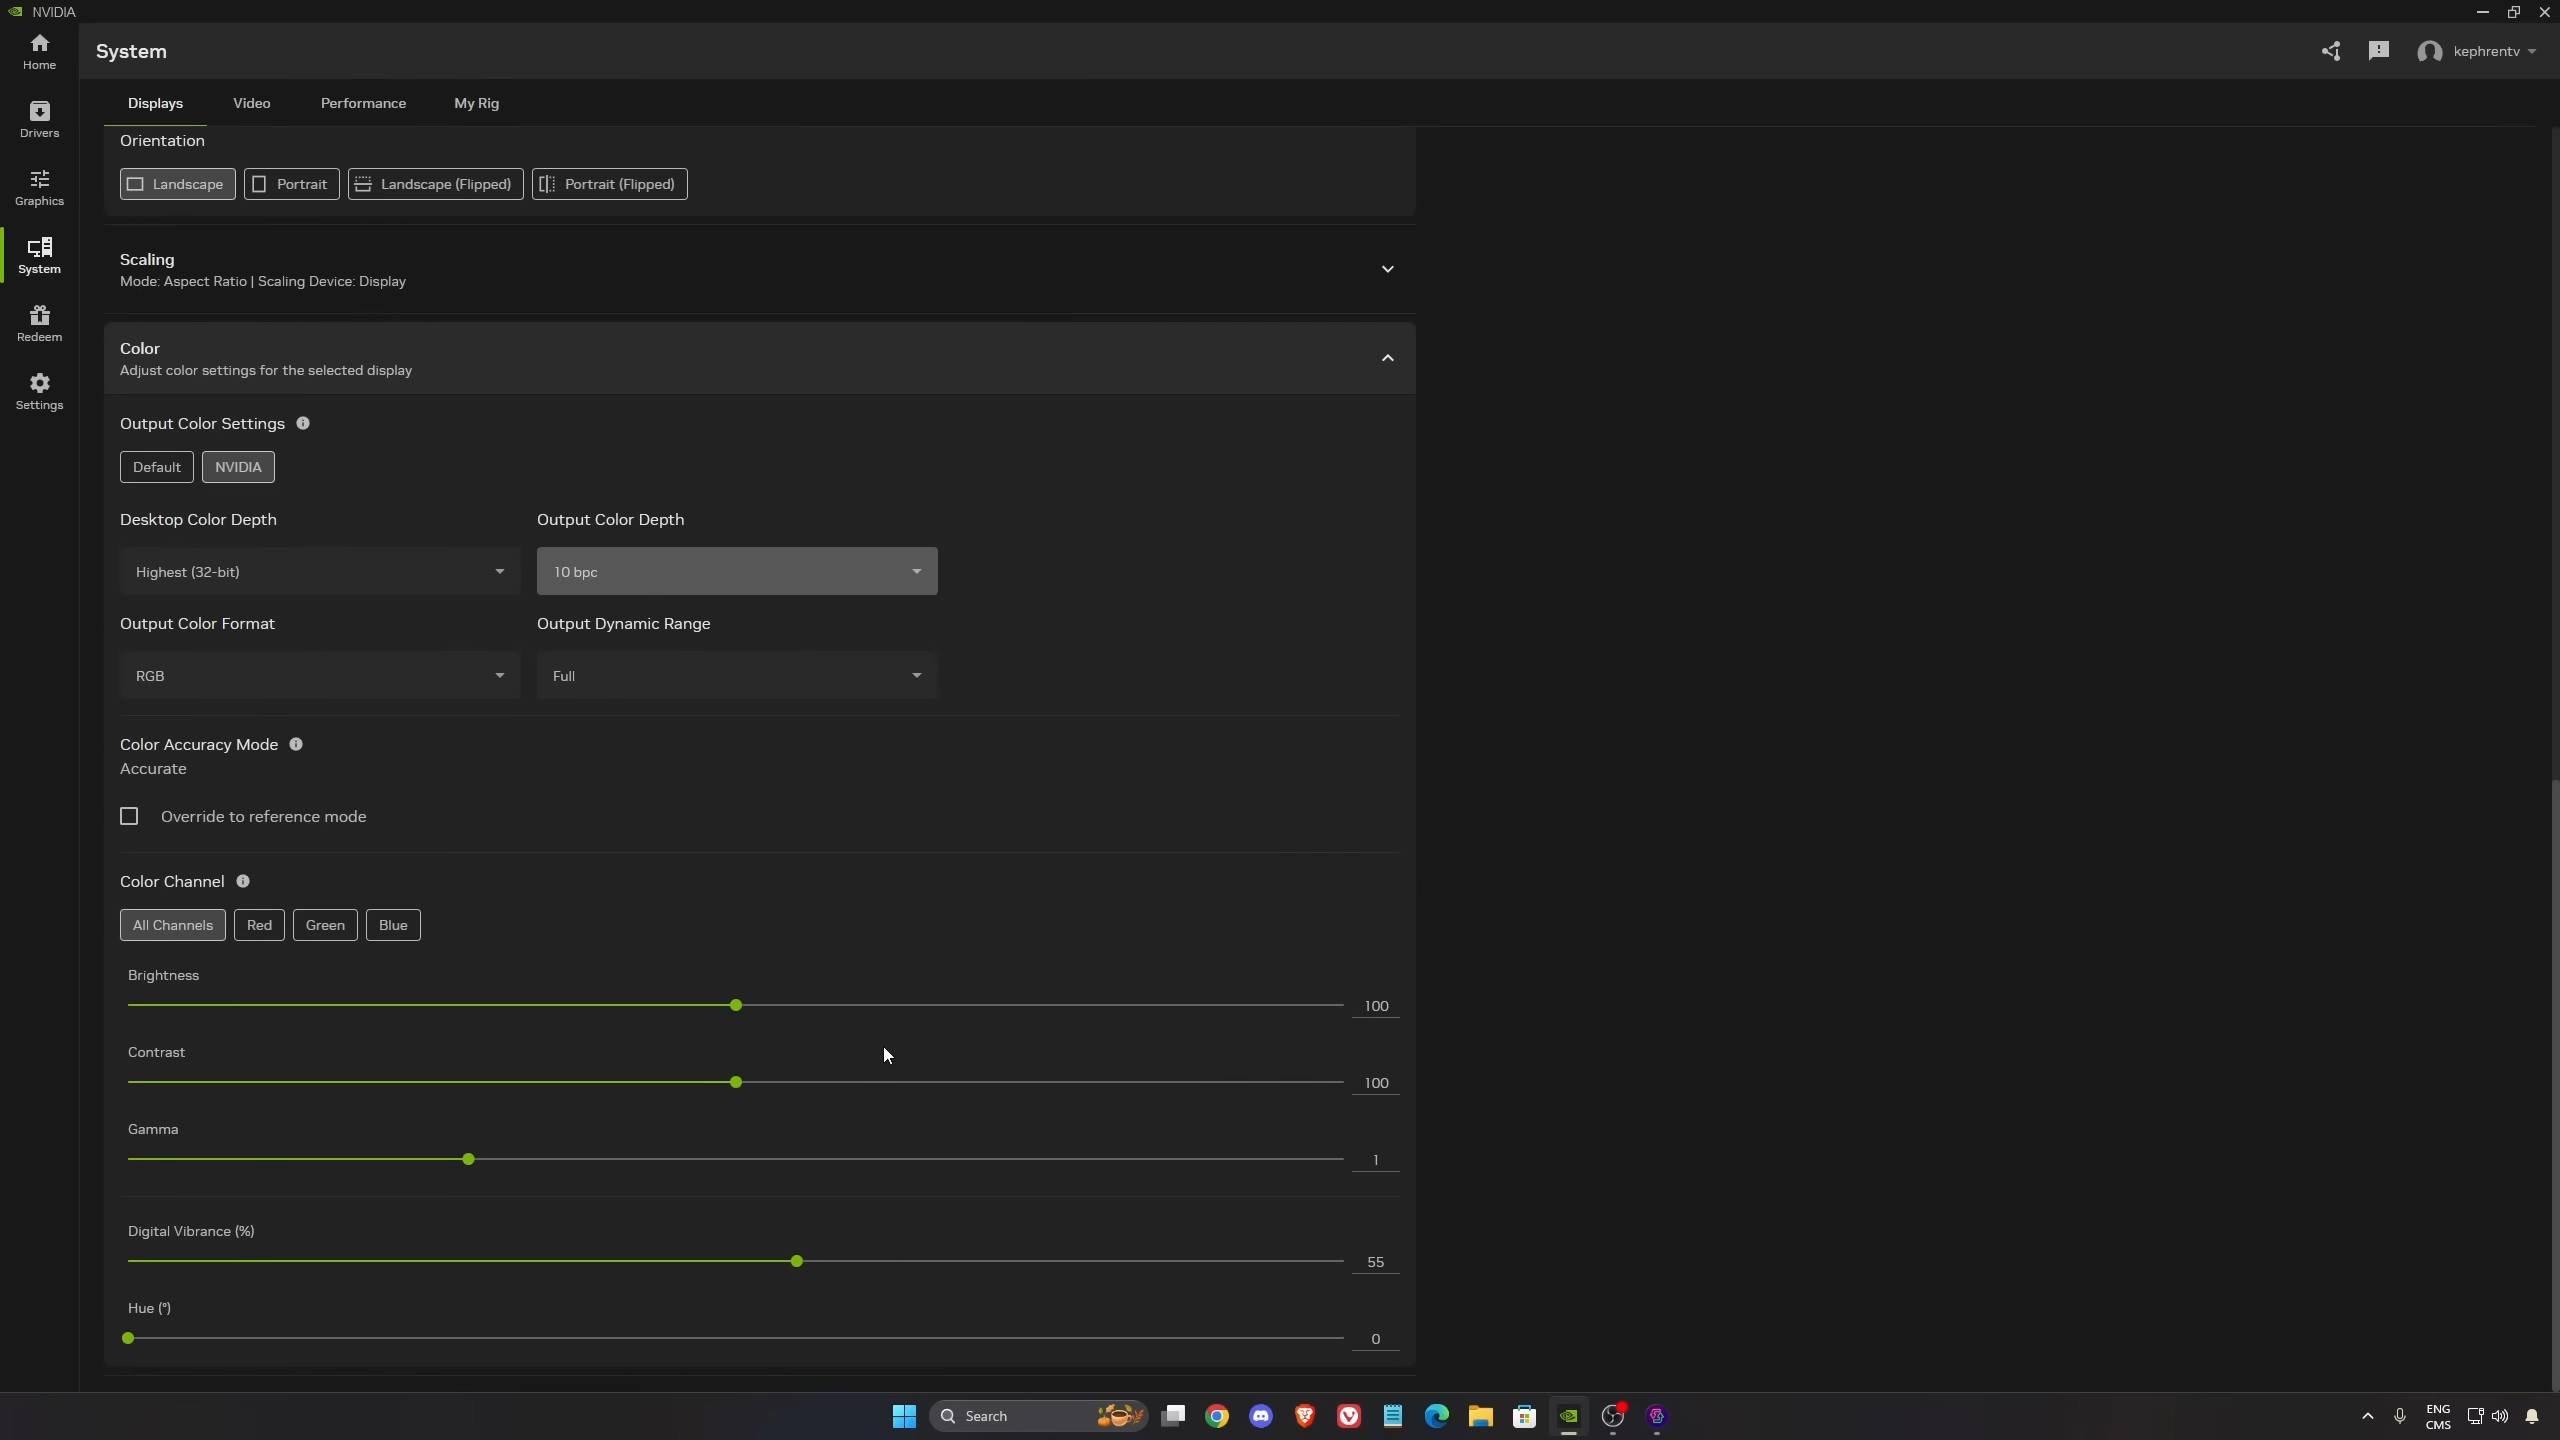 NVIDIA
System
kephrentv
Home
Drivers
Graphics
System
Redeem
Settings
Displays
Video
Performance
My Rig
Orientation
Landscape
Portrait
Landscape (Flipped)
Portrait (Flipped)
Scaling
Mode: Aspect Ratio | Scaling Device: Display
Color
Adjust color settings for the selected display
Output Color Settings
Default
NVIDIA
Desktop Color Depth
Output Color Depth
Highest (32-bit)
10 bpc
Output Color Format
Output Dynamic Range
RGB
Full
Color Accuracy Mode
Accurate
Override to reference mode
Color Channel
All Channels
Red
Green
Blue
Brightness
100
Contrast
100
Gamma
1
Digital Vibrance (%)
55
Hue (°)
0
Search
ENG
CMS